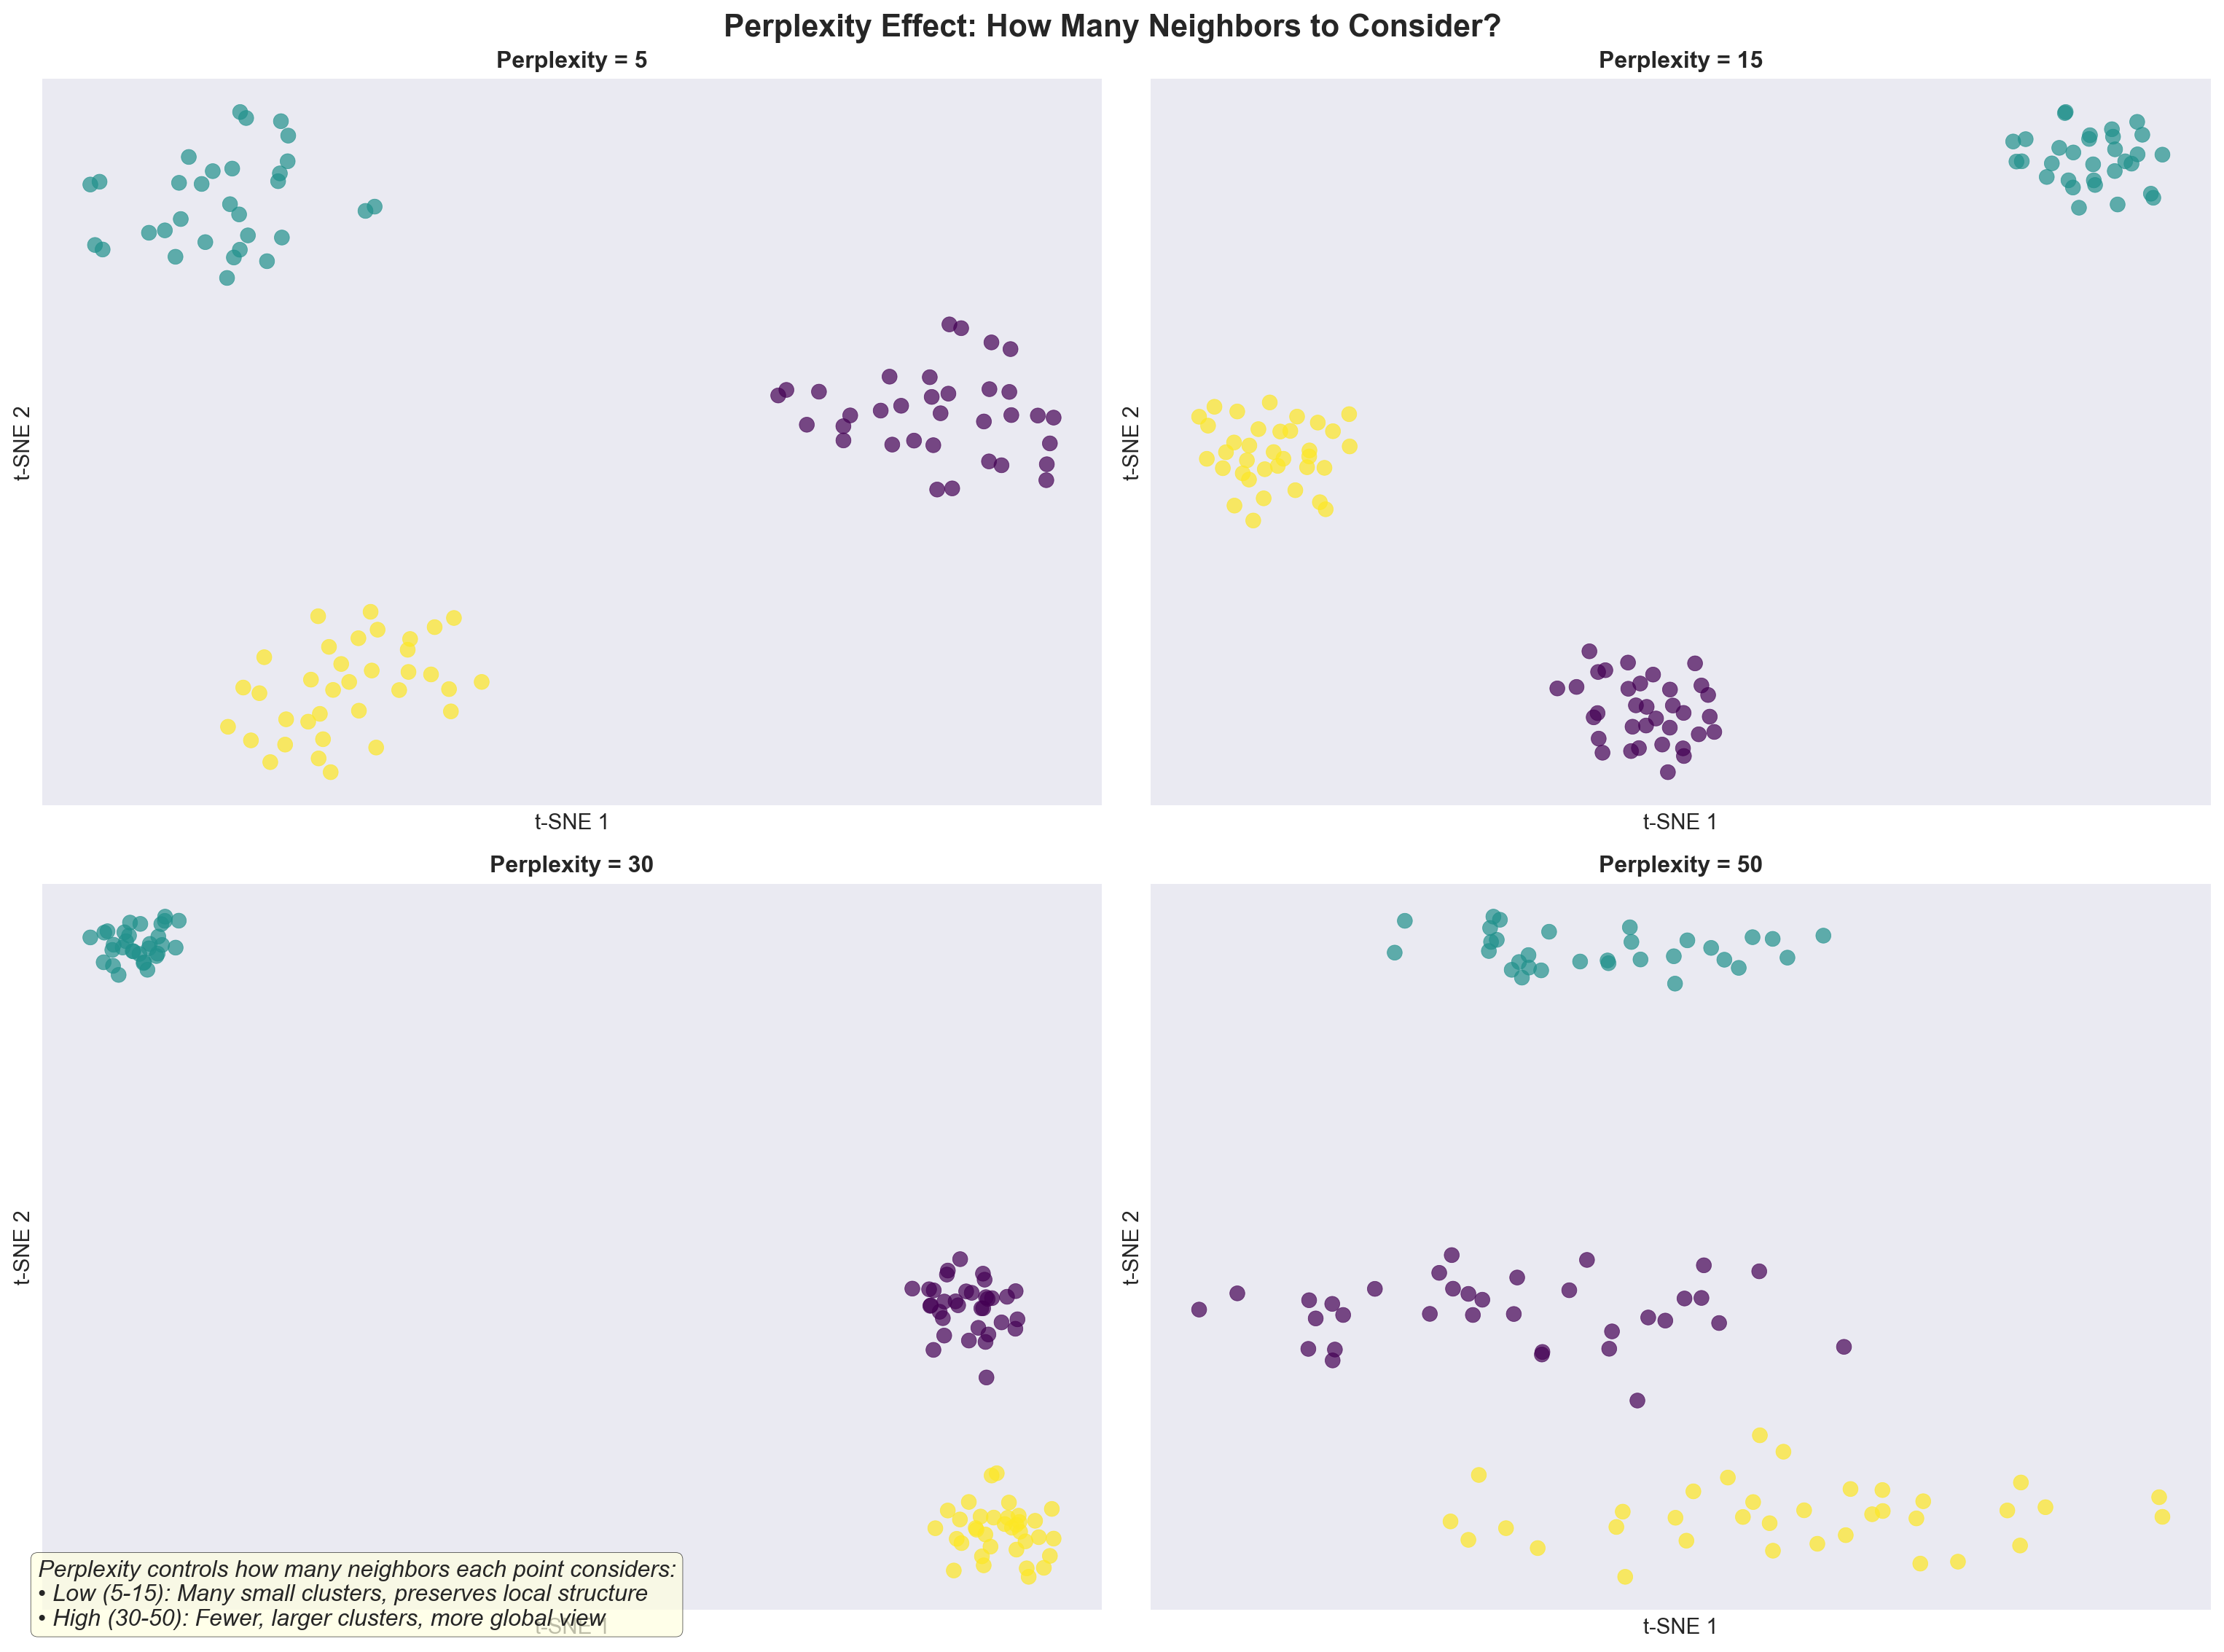 Perplexity Effect: How Many Neighbors to Consider?
Perplexity = 5
Perplexity = 15
t-SNE 2
t-SNE 2
t-SNE 1
t-SNE 1
Perplexity = 30
Perplexity = 50
t-SNE 2
t-SNE 2
Perplexity controls how many neighbors each point considers:
• Low (5-15): Many small clusters, preserves local structure
• High (30-50): Fewer, larger clusters, more global view
t-SNE 1
t-SNE 1